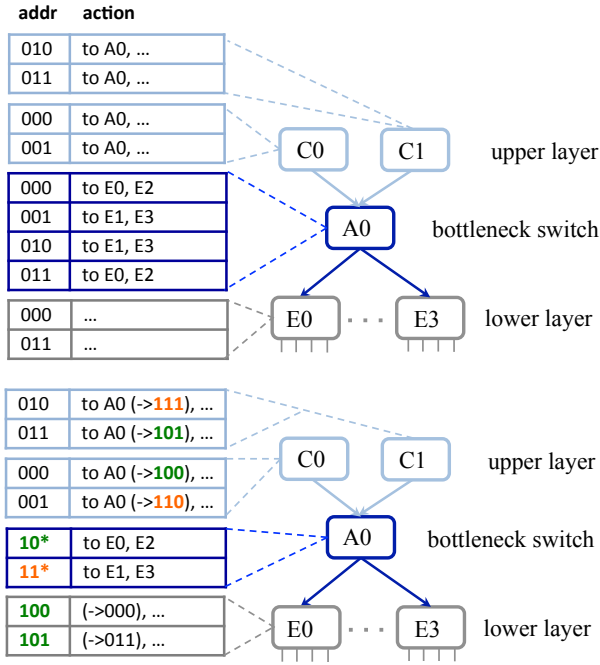 addr action
010 to A0, ...
011 to A0, ...
000 to A0, ...
001 to A0, ...
C0 C1 upper layer
000 to E0, E2
001 to E1, E3
010 to E1, E3
011 to E0, E2
A0 bottleneck switch
000 ...
011 ...
E0 ... E3 lower layer
010 to A0 (->111), ...
011 to A0 (->101), ...
000 to A0 (->100), ...
001 to A0 (->110), ...
C0 C1 upper layer
10* to E0, E2
11* to E1, E3
A0 bottleneck switch
100 (->000), ...
101 (->011), ...
E0 ... E3 lower layer